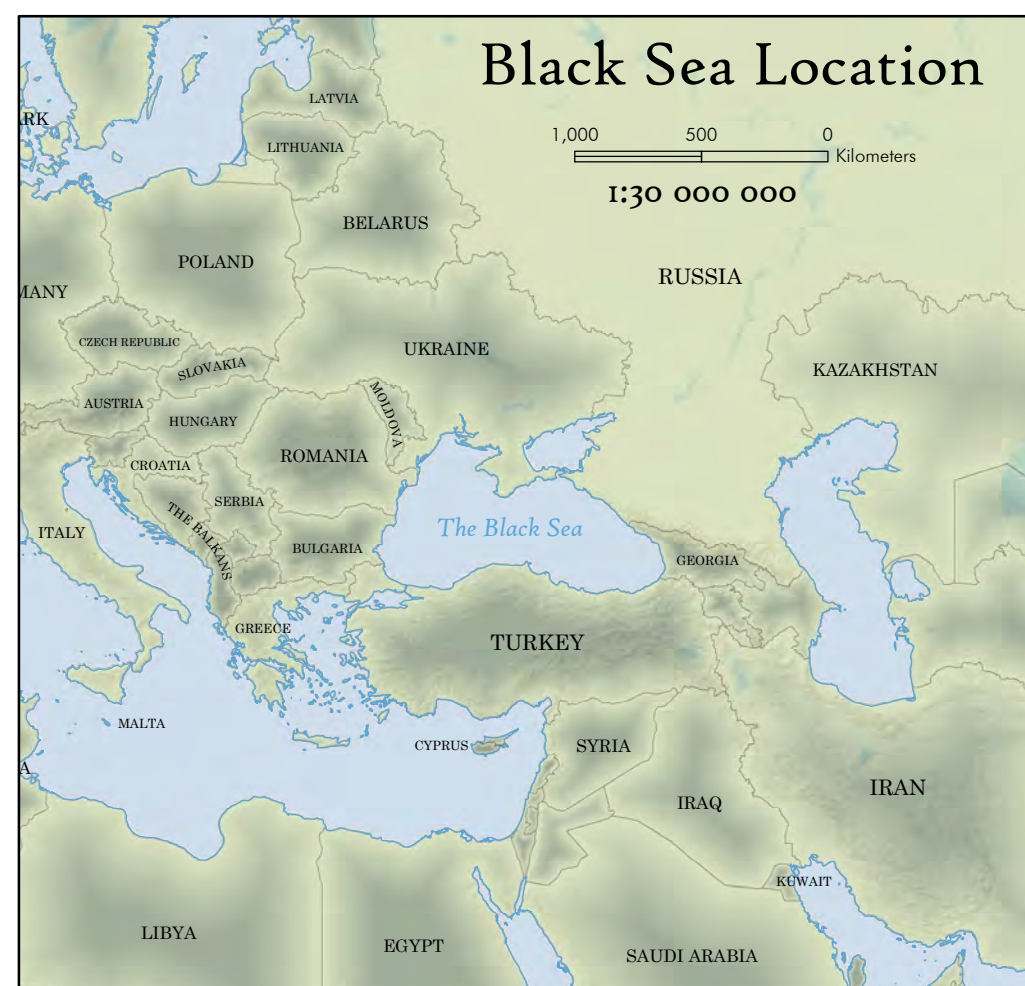 Black Sea Location
1,000 500 0
Kilometers
1:30 000 000
LATVIA
ARK
LITHUANIA
BELARUS
POLAND
RUSSIA
MANY
CZECH REPUBLIC
UKRAINE
SLOVAKIA
KAZAKHSTAN
AUSTRIA
MOLDOVA
HUNGARY
ROMANIA
CROATIA
SERBIA
THE BALKANS
The Black Sea
ITALY
BULGARIA
GEORGIA
GREECE
TURKEY
MALTA
CYPRUS
SYRIA
A
IRAN
IRAQ
KUWAIT
LIBYA
EGYPT
SAUDI ARABIA